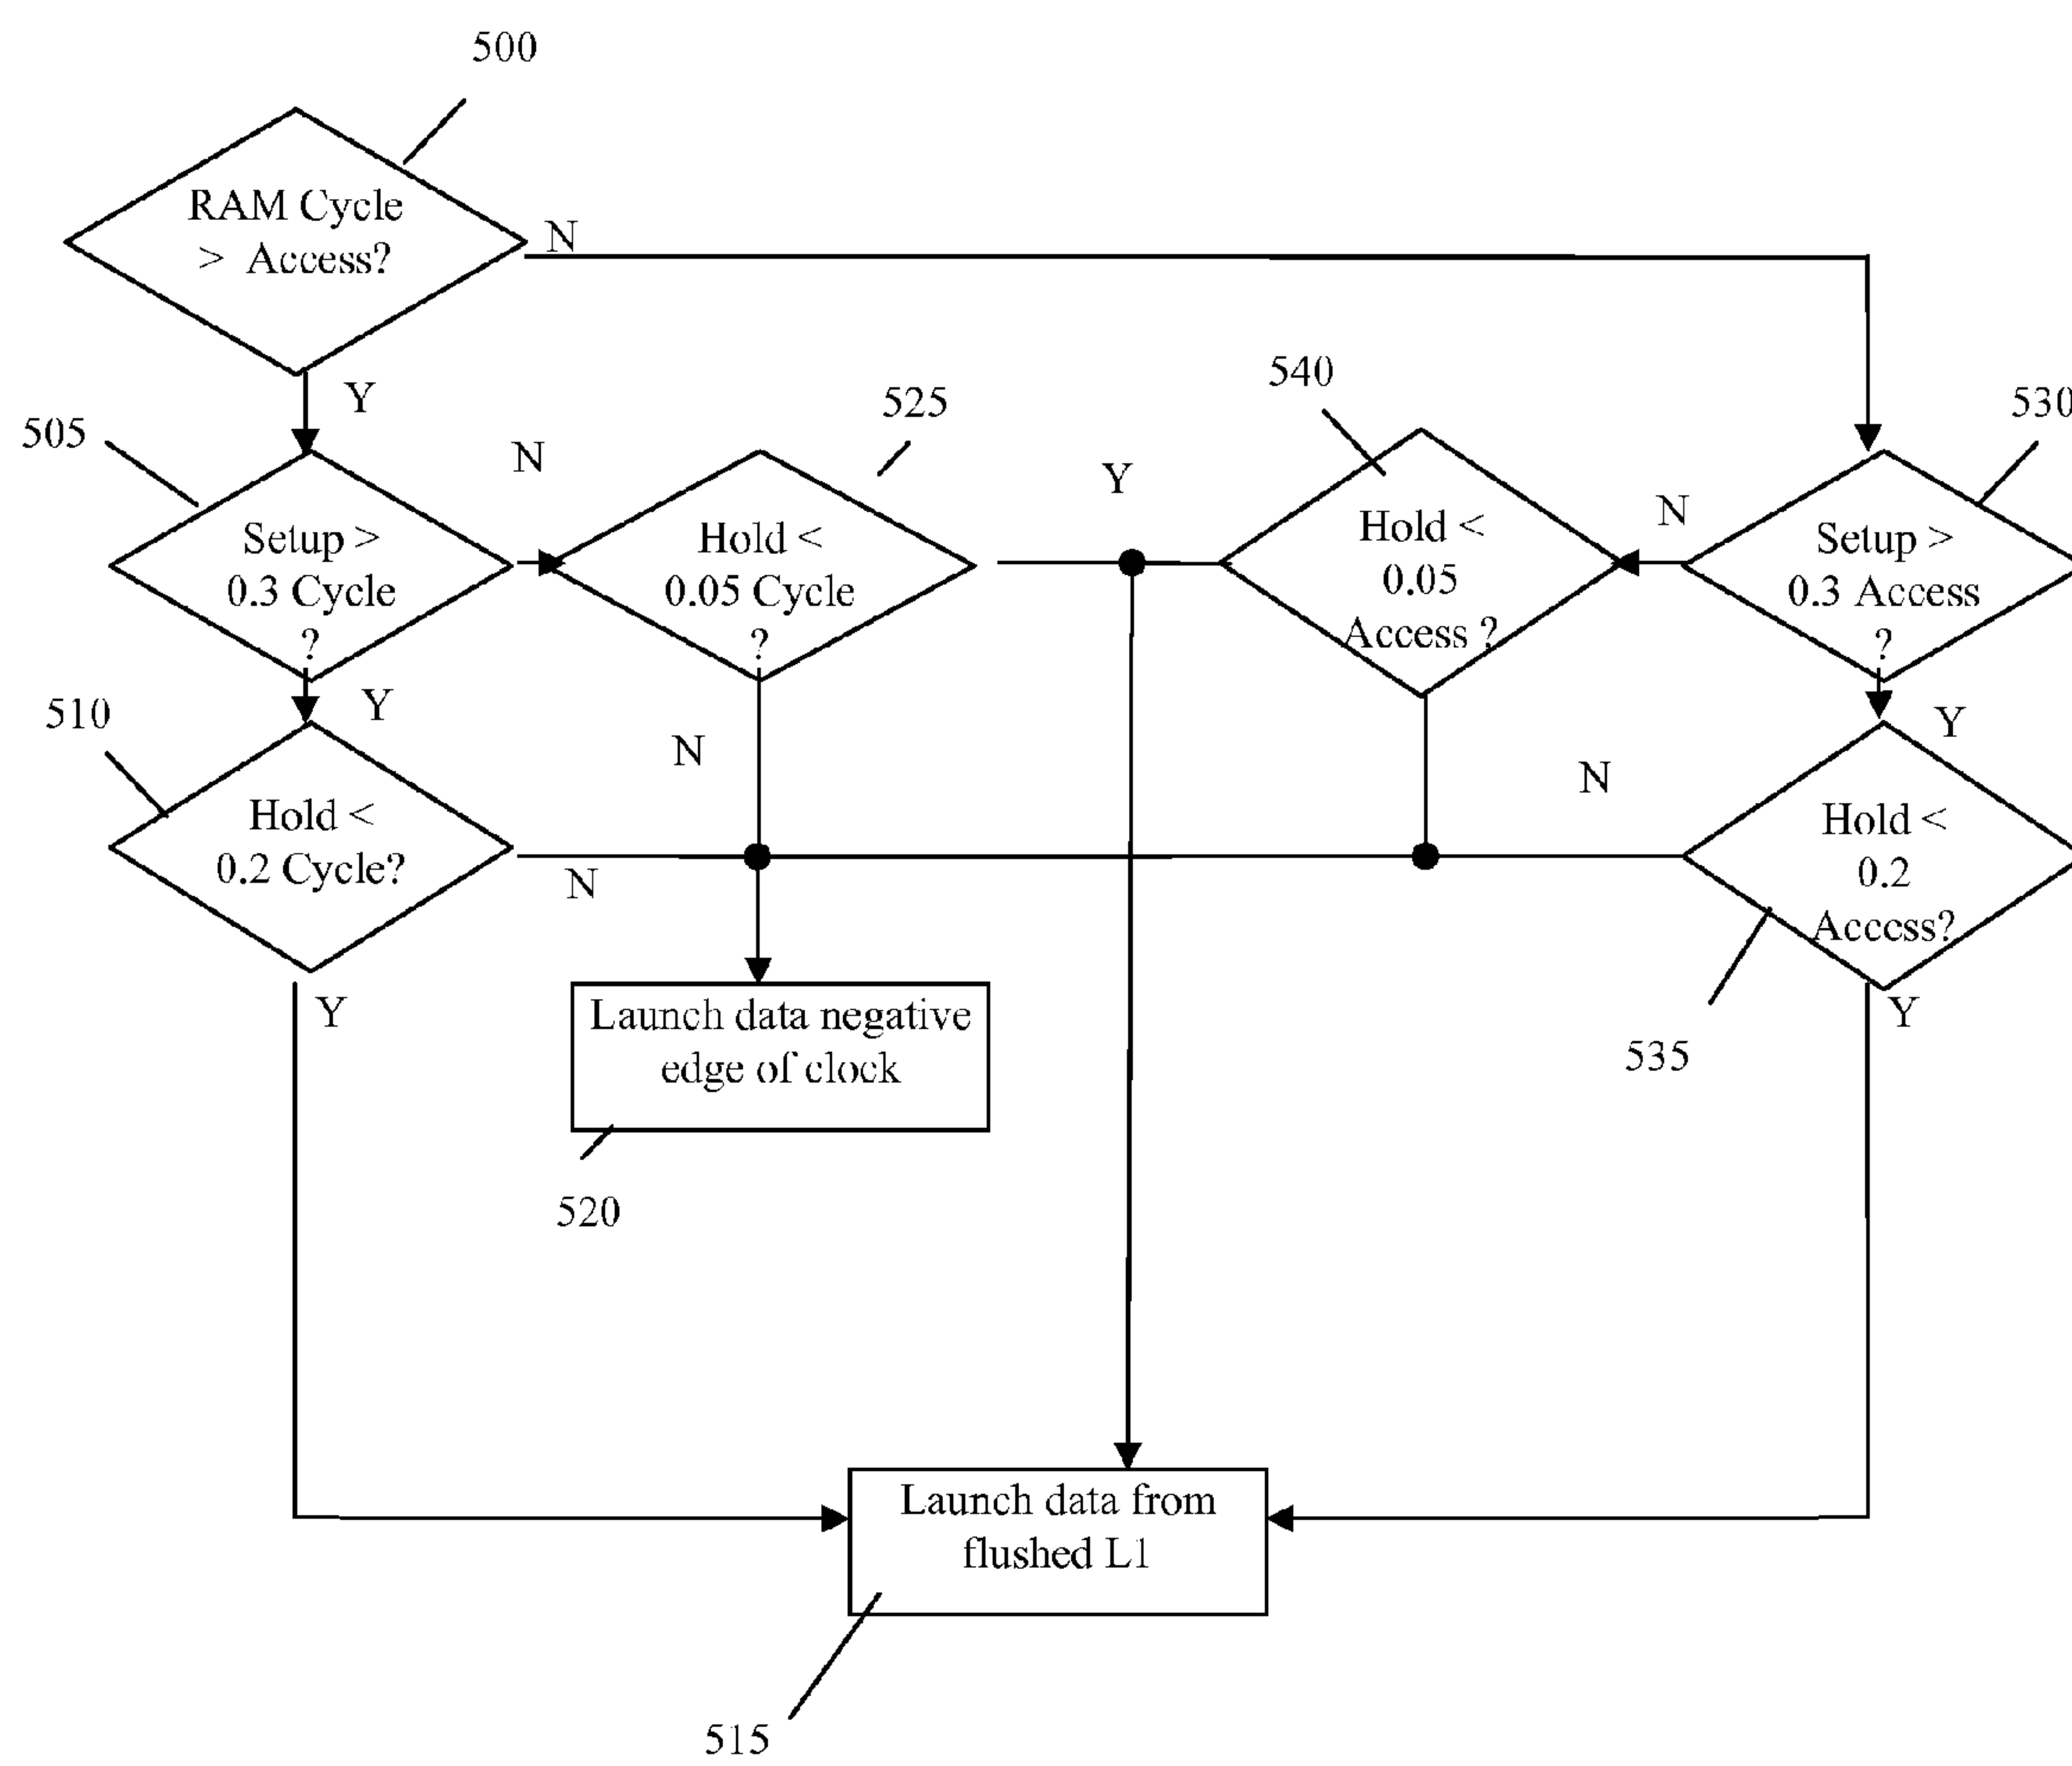 500
RAM Cycle
> Access?
N
Y
505
N
525
Y
540
N
530
Setup >
0.3 Cycle
?
Hold <
0.05 Cycle
?
Hold <
0.05
Access ?
Setup >
0.3 Access
?
510
Y
N
N
Y
Hold <
0.2 Cycle?
N
Hold <
0.2
Access?
Y
Launch data negative
edge of clock
Y
535
520
Launch data from
flushed L1
515